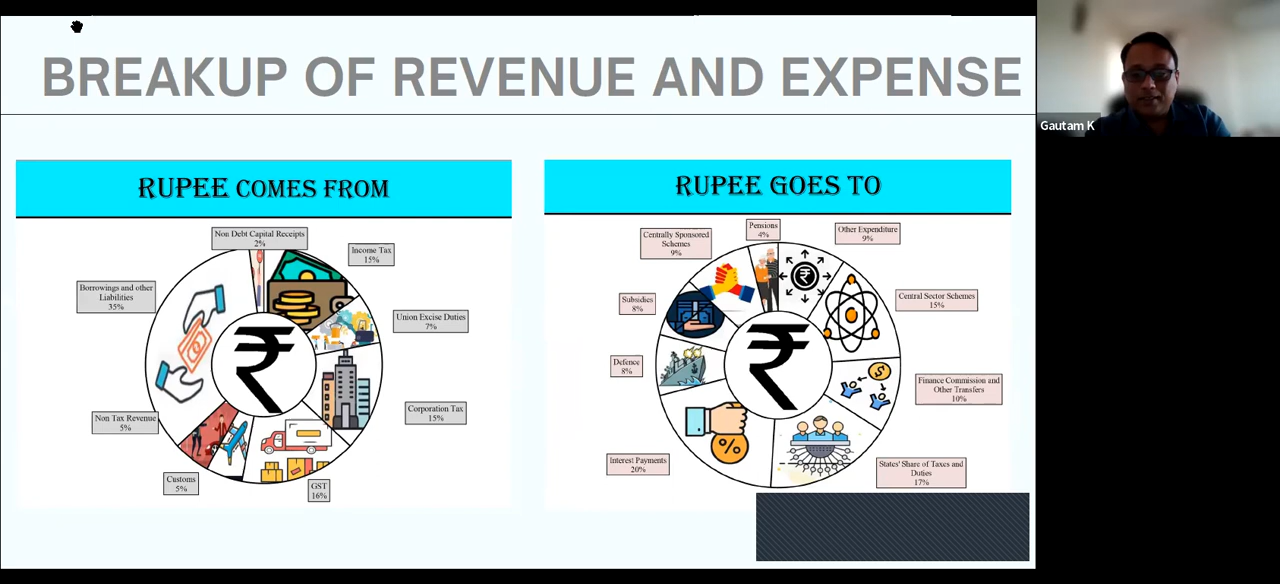 BREAKUP OF REVENUE AND EXPENSE
Gautam K
RUPEE COMES FROM
Non Debt Capital Receipts
2%
Income Tax
15%
Borrowings and other
Liabilities
35%
Union Excise Duties
7%
Corporation Tax
15%
Non Tax Revenue
5%
Customs
5%
GST
16%
₹
RUPEE GOES TO
Pensions
4%
Other Expenditure
9%
Centrally Sponsored
Schemes
9%
Subsidies
8%
Central Sector Schemes
15%
Defence
8%
Finance Commission and
Other Transfers
10%
Interest Payments
20%
States' Share of Taxes and
Duties
17%
₹
₹
$
%